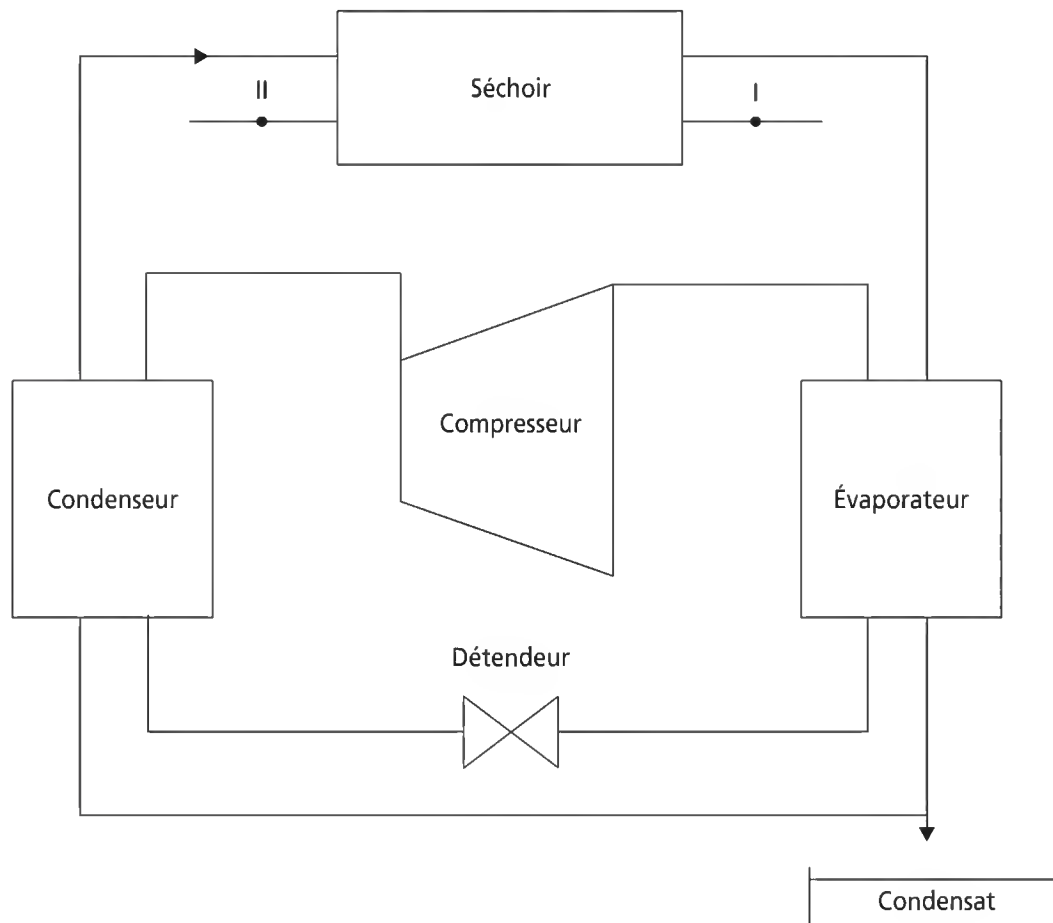 Séchoir
II
I
Compresseur
Condenseur
Évaporateur
Détendeur
Condensat